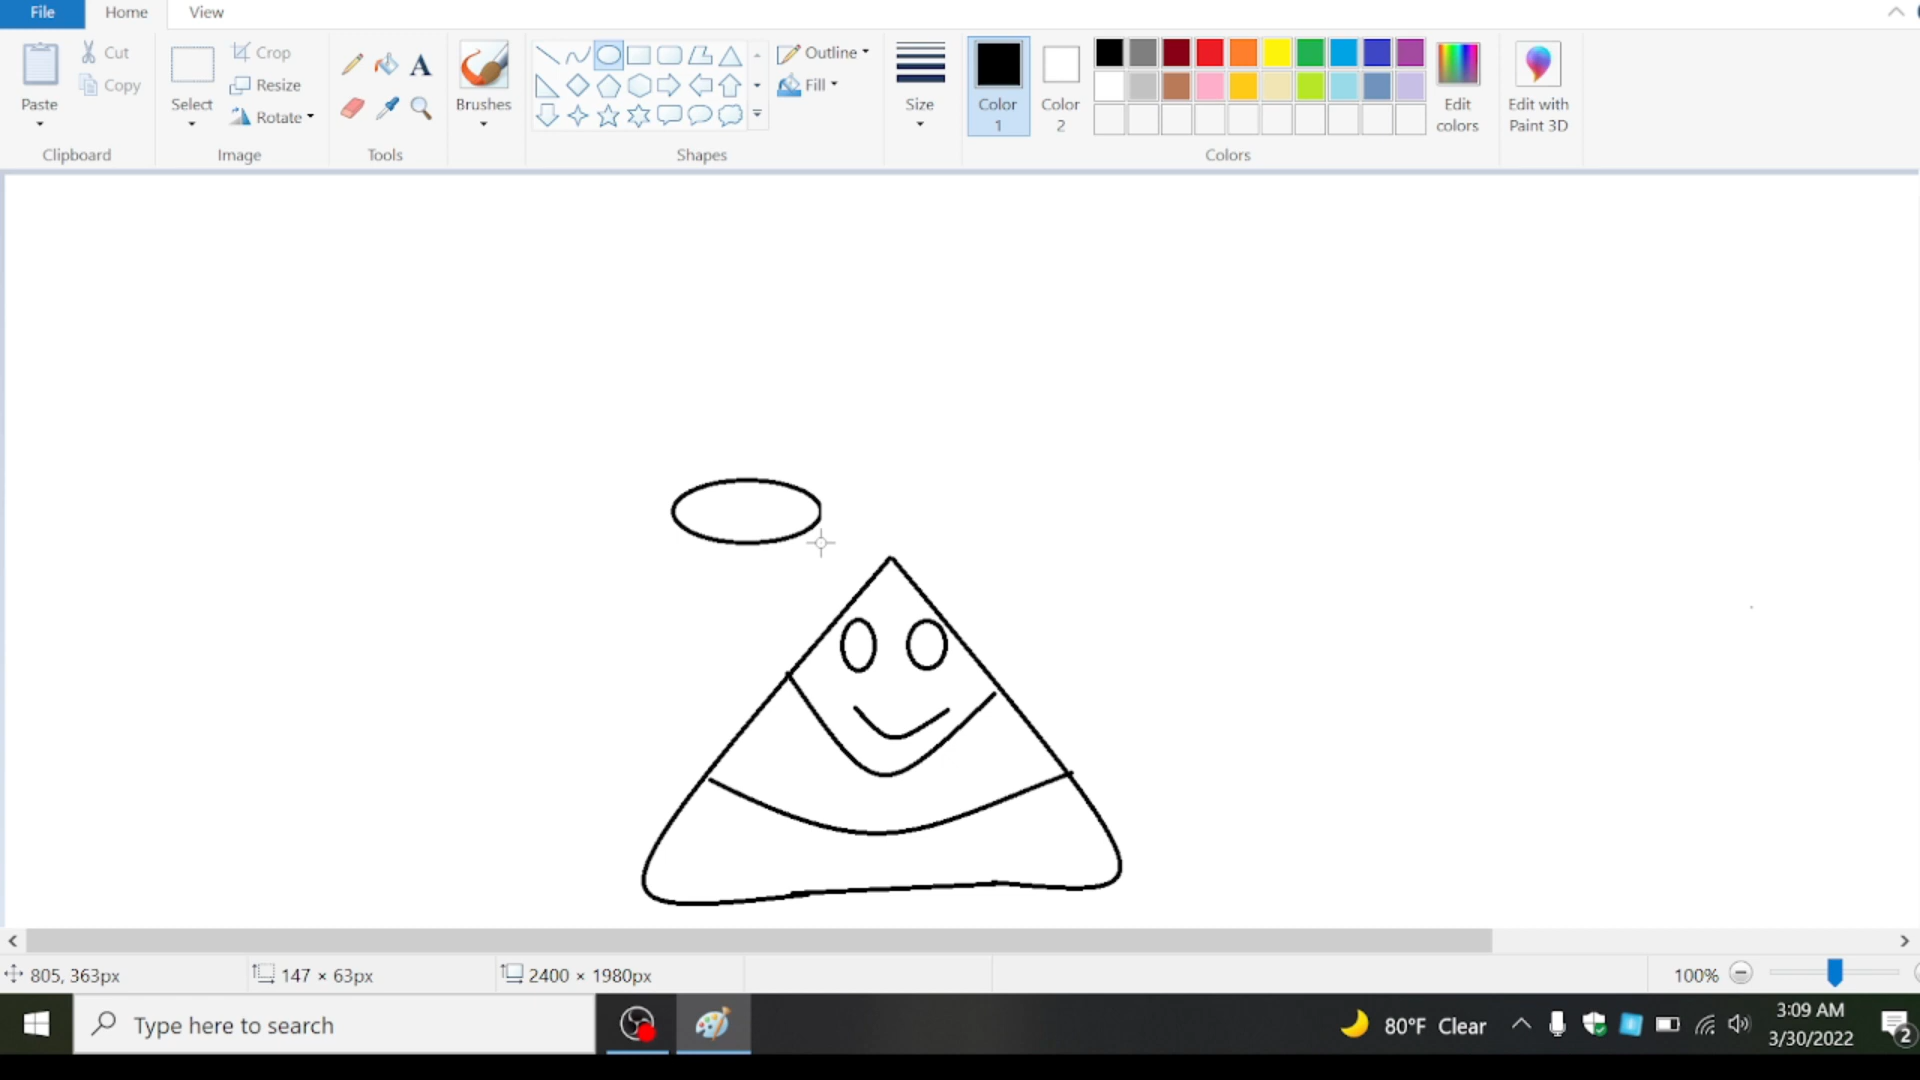 File Home View
Paste Cut Copy
Clipboard
Select Crop Resize Rotate
Image
A
Tools
Brushes
Shapes
Outline Fill
Size
Color 1
Color 2
Edit colors
Colors
Edit with Paint 3D
805, 363px 147 × 63px 2400 × 1980px 100%
Type here to search 80°F Clear 3:09 AM
3/30/2022 2